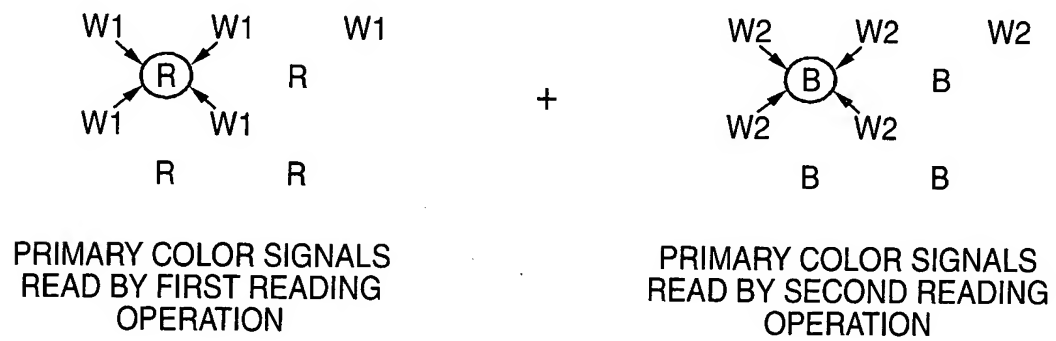 W1 W1 W1 W2 W2 W2
R R + B B
W1 W1 W2 W2
R R B B
PRIMARY COLOR SIGNALS
READ BY FIRST READING
OPERATION
PRIMARY COLOR SIGNALS
READ BY SECOND READING
OPERATION